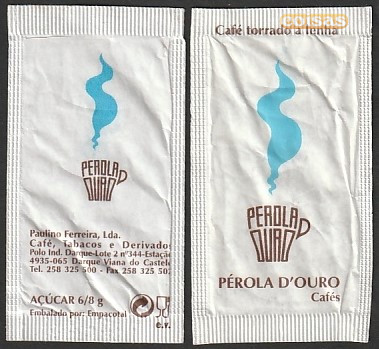 PEROLA D'
OURO
Paulino Ferreira, Lda.
Café, Tabacos e Derivados
Polo Ind. Darque-Lote 2 nº344-Estação
4935-065 Darque Viana do Castelo
Tel. 258 325 500 - Fax 258 325 502
AÇÚCAR 6/8 g
Embalado por: Empacotal
e.v.
coisas
Café torrado a lenha
PEROLA D'
OURO
PÉROLA D'OURO
Cafés